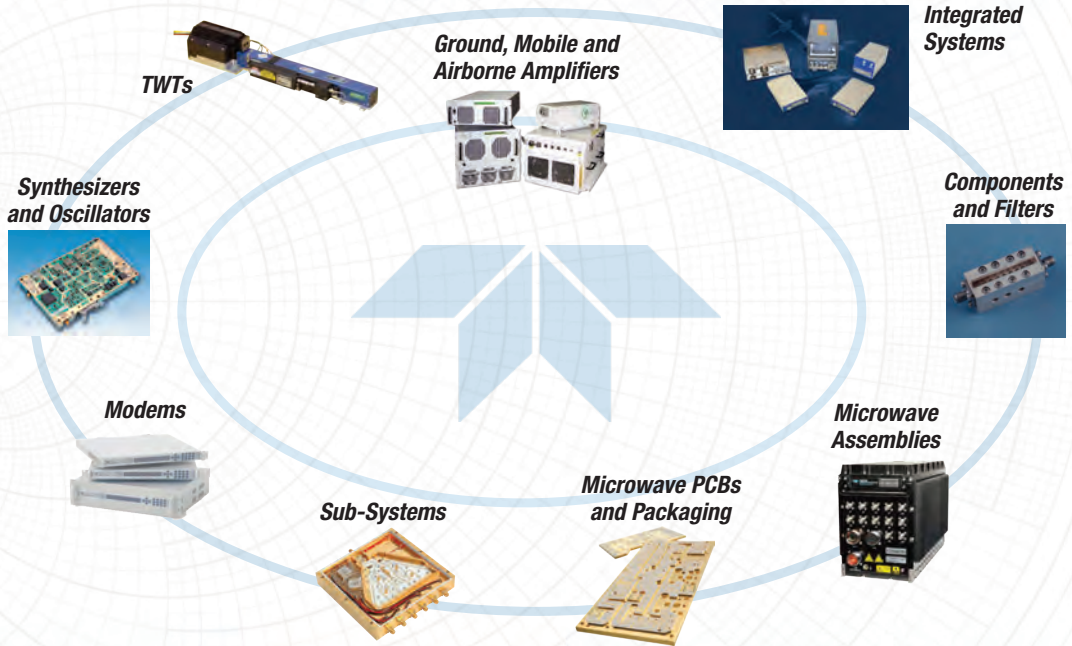 TWTs
Ground, Mobile and
Airborne Amplifiers
Integrated
Systems
Synthesizers
and Oscillators
Components
and Filters
Modems
Sub-Systems
Microwave PCBs
and Packaging
Microwave
Assemblies